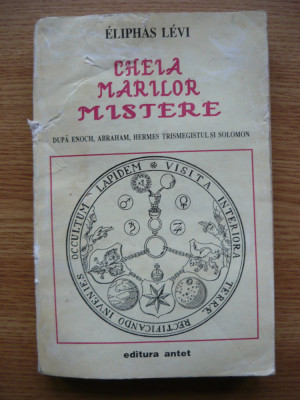 ÉLIPHAS LÉVI
CHEIA
MARILOR
MISTERE
DUPĂ ENOCH, ABRAHAM, HERMES TRISMEGISTUL ŞI SOLOMON
VISITA INTERIORA TERRÆ RECTIFICANDO INVENIES OCCULTUM LAPIDEM
editura antet